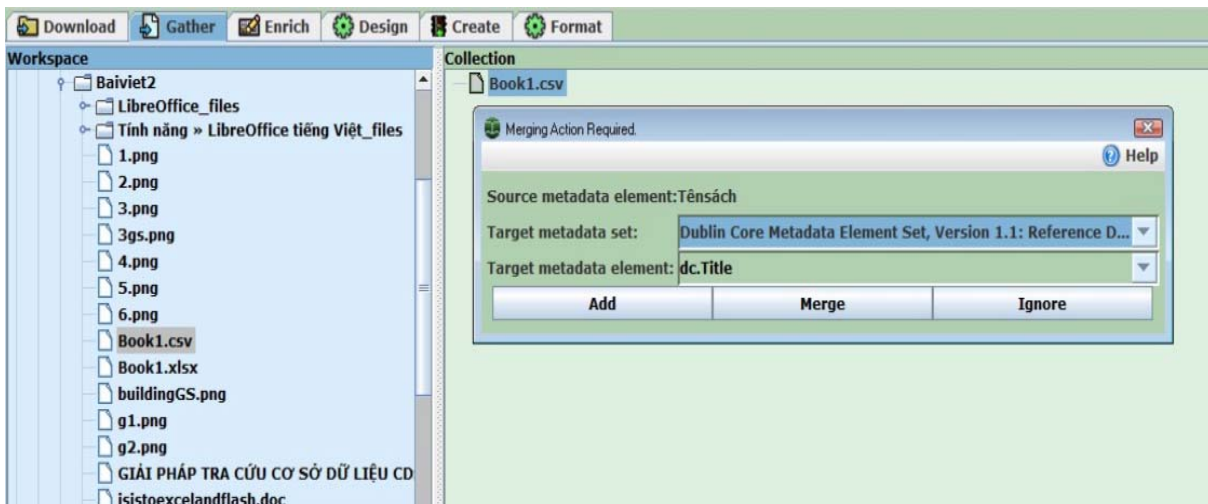 Download Gather Enrich Design Create Format
Workspace
Baiviet2
LibreOffice_files
Tính năng » LibreOffice tiếng Việt_files
1.png
2.png
3.png
3gs.png
4.png
5.png
6.png
Book1.csv
Book1.xlsx
buildingGS.png
g1.png
g2.png
GIẢI PHÁP TRA CỨU CƠ SỞ DỮ LIỆU CD
isistoexcelandflash.doc
Collection
Book1.csv
Merging Action Required.
Help
Source metadata element:Tênsách
Target metadata set: Dublin Core Metadata Element Set, Version 1.1: Reference D...
Target metadata element: dc.Title
Add Merge Ignore